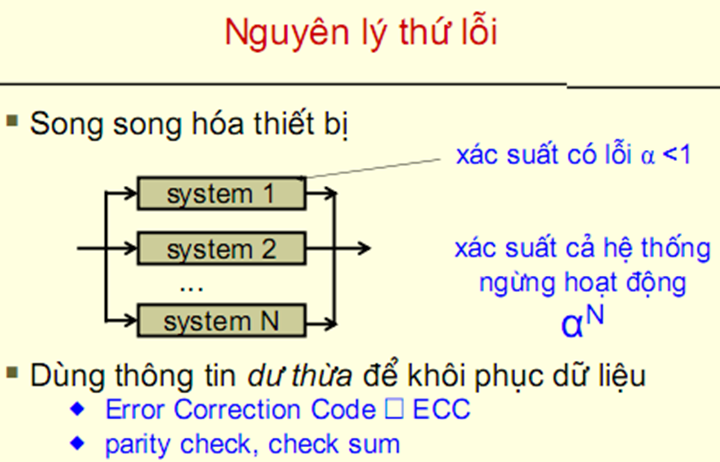 Nguyên lý thứ lỗi
▪ Song song hóa thiết bị
xác suất có lỗi α <1
system 1
system 2
...
system N
xác suất cả hệ thống
ngừng hoạt động
αᴺ
▪ Dùng thông tin dư thừa để khôi phục dữ liệu
◆ Error Correction Code □ ECC
◆ parity check, check sum